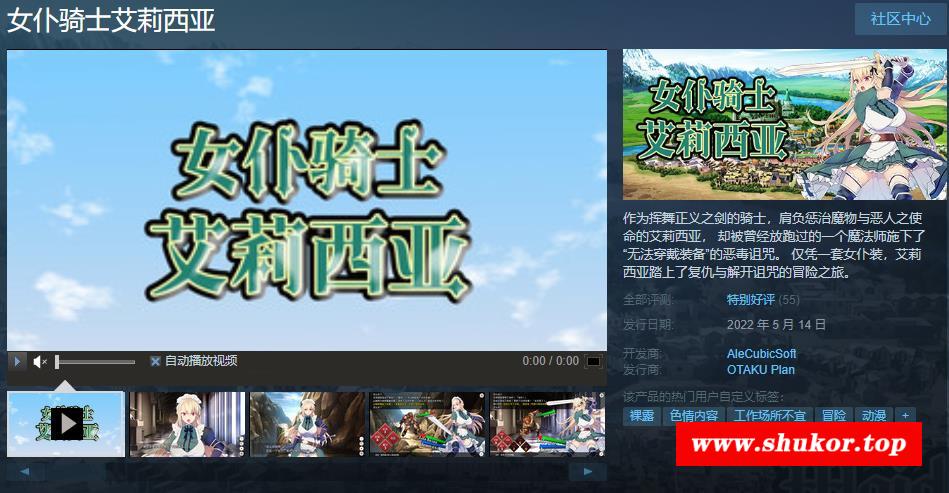 女仆骑士艾莉西亚
社区中心
女仆骑士
艾莉西亚
自动播放视频
0:00 / 0:00
女仆骑士
艾莉西亚
作为挥舞正义之剑的骑士，肩负惩治魔物与恶人之使
命的艾莉西亚， 却被曾经放跑过的一个魔法师施下了
“无法穿戴装备”的恶毒诅咒。 仅凭一套女仆装，艾莉
西亚踏上了复仇与解开诅咒的冒险之旅。
全部评测: 特别好评 (55)
发行日期: 2022 年 5 月 14 日
开发商: AleCubicSoft
发行商: OTAKU Plan
该产品的热门用户自定义标签：
裸露 色情内容 工作场所不宜 冒险 动漫 +
www.shukor.top